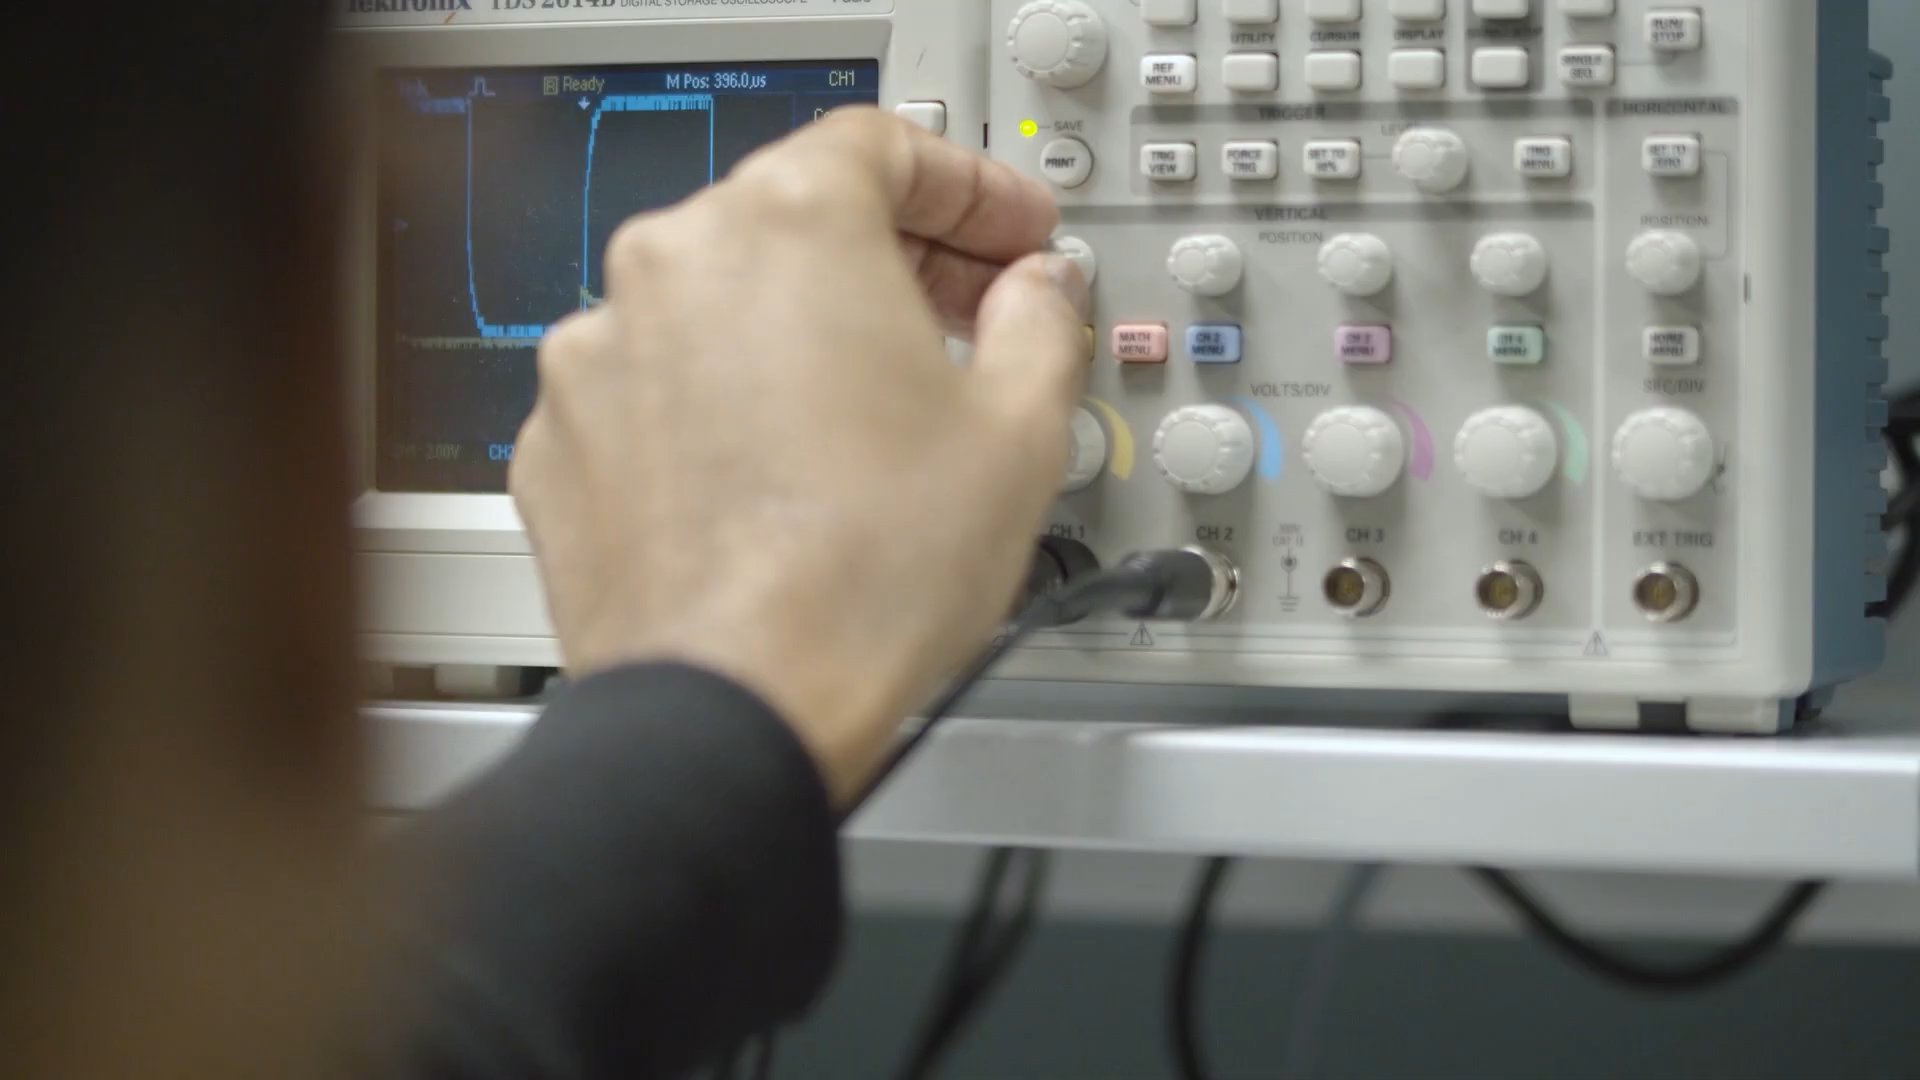 Tektronix TDS 2014B DIGITAL STORAGE OSCILLOSCOPE
Ready M Pos: 396.0us CH1
2.00V CH2
UTILITY CURSOR DISPLAY
RUN/
STOP
REF
MENU
SINGLE
SEQ
SAVE
PRINT
TRIGGER
LEVEL
TRIG
VIEW
FORCE
TRIG
SET TO
50%
TRIG
MENU
HORIZONTAL
SET TO
ZERO
VERTICAL
POSITION
POSITION
MATH
MENU
CH 2
MENU
CH 3
MENU
CH 4
MENU
HORIZ
MENU
VOLTS/DIV
SEC/DIV
CH 1
CH 2
CH 3
CH 4
EXT TRIG